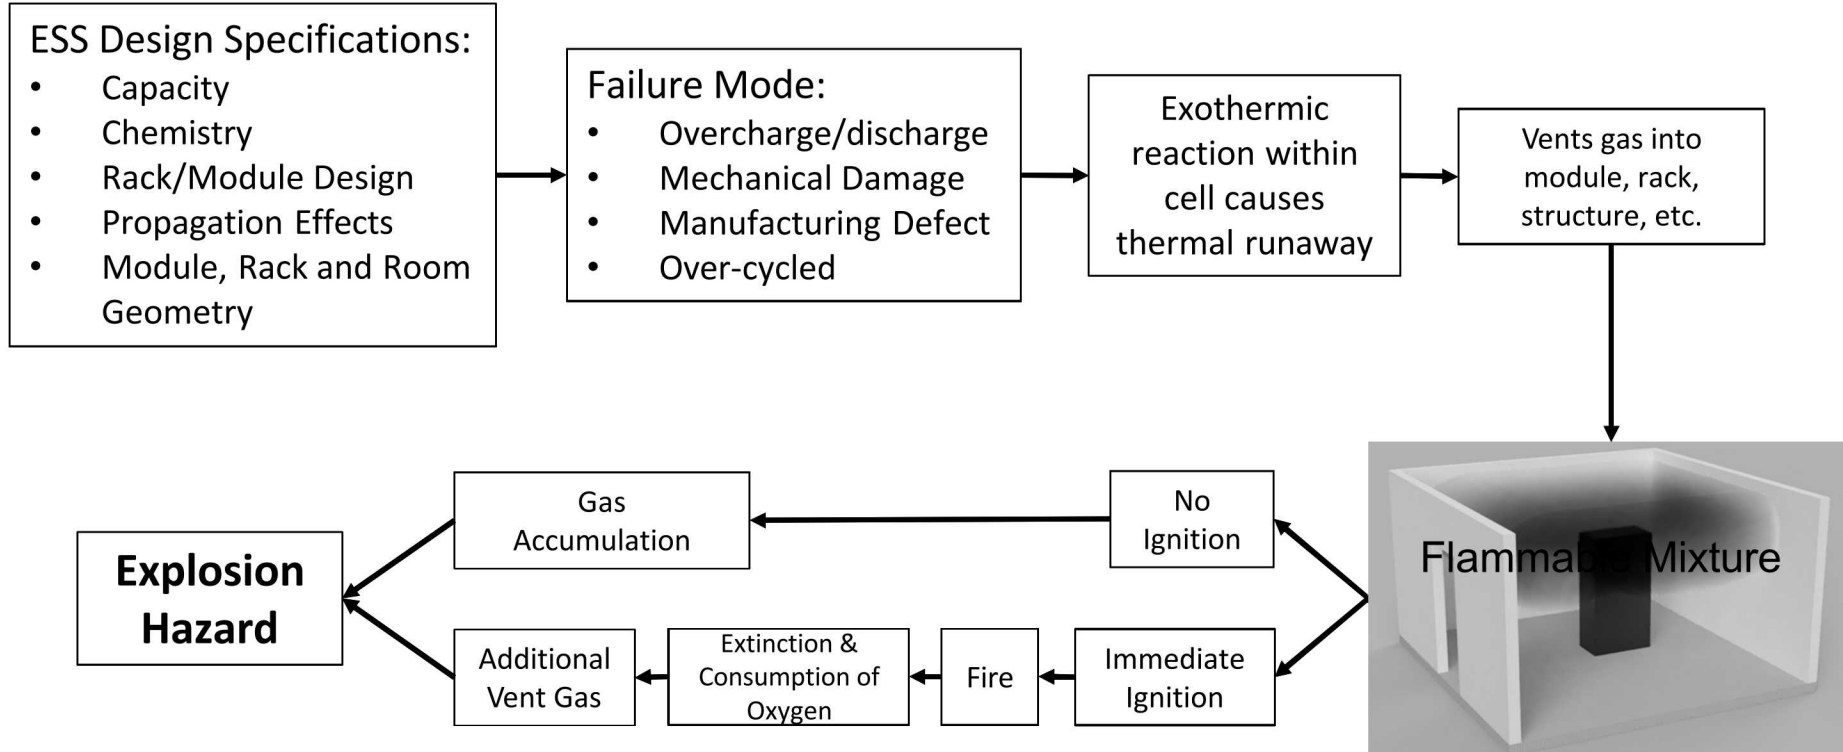 ESS Design Specifications:
• Capacity
• Chemistry
• Rack/Module Design
• Propagation Effects
• Module, Rack and Room
Geometry
Failure Mode:
• Overcharge/discharge
• Mechanical Damage
• Manufacturing Defect
• Over-cycled
Exothermic
reaction within
cell causes
thermal runaway
Vents gas into
module, rack,
structure, etc.
Flammable Mixture
No
Ignition
Gas
Accumulation
Immediate
Ignition
Fire
Extinction &
Consumption of
Oxygen
Additional
Vent Gas
Explosion
Hazard